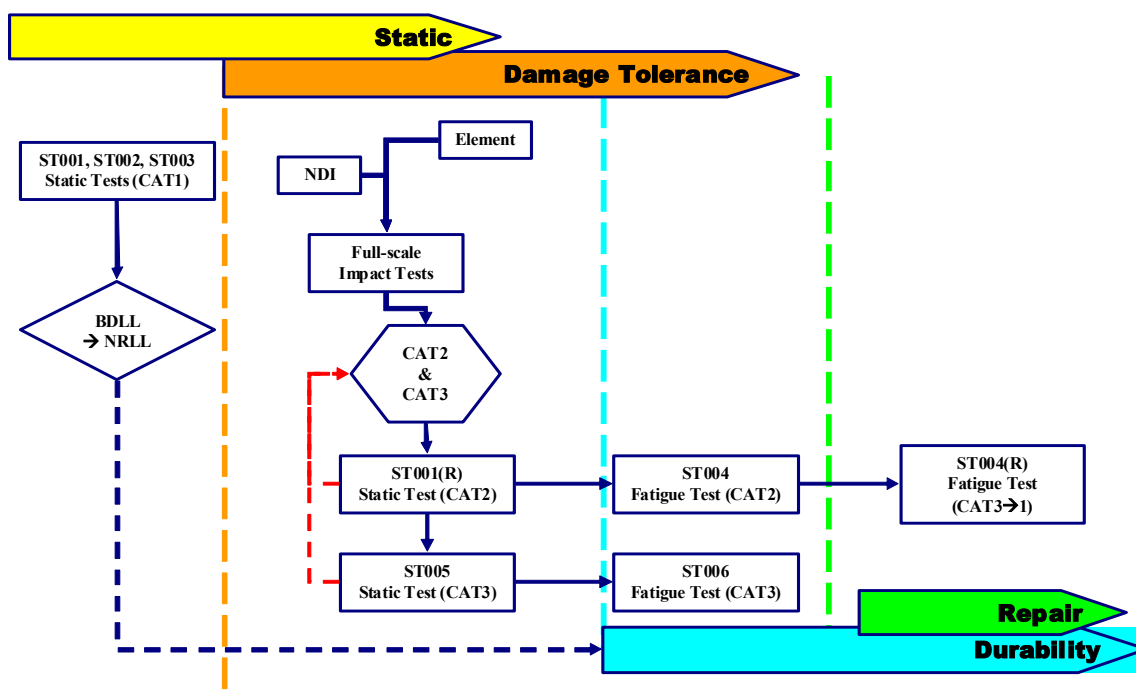 Static
Damage Tolerance
ST001, ST002, ST003
Static Tests (CAT1)
BDLL
→ NRLL
Element
NDI
Full-scale
Impact Tests
CAT2
&
CAT3
ST001(R)
Static Test (CAT2)
ST004
Fatigue Test (CAT2)
ST004(R)
Fatigue Test
(CAT3→1)
ST005
Static Test (CAT3)
ST006
Fatigue Test (CAT3)
Repair
Durability